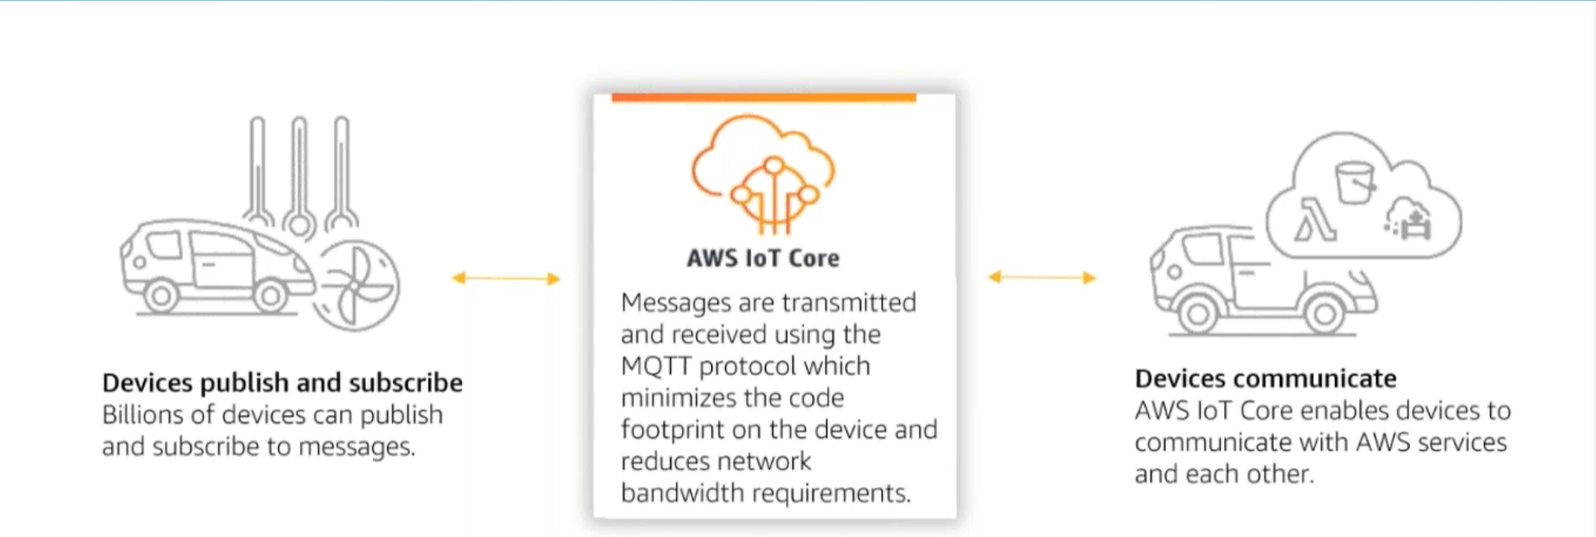 AWS IoT Core
Messages are transmitted
and received using the
MQTT protocol which
minimizes the code
footprint on the device and
reduces network
bandwidth requirements.
Devices publish and subscribe
Billions of devices can publish
and subscribe to messages.
Devices communicate
AWS IoT Core enables devices to
communicate with AWS services
and each other.